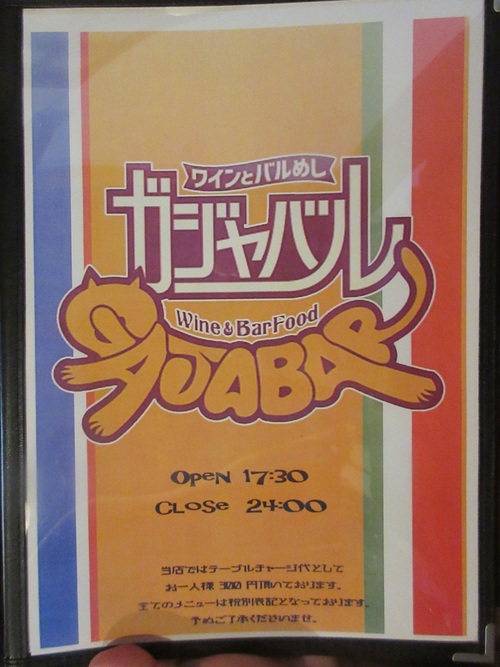 ワインとバルめし
ガジャバル
Wine & Bar Food
GAJABAR
OPeN 17:30
CLOSe 24:00
当店ではテーブルチャージ代として
お一人様 300 円頂いております。
全てのメニューは税別表記となっております。
予めご了承くださいませ。